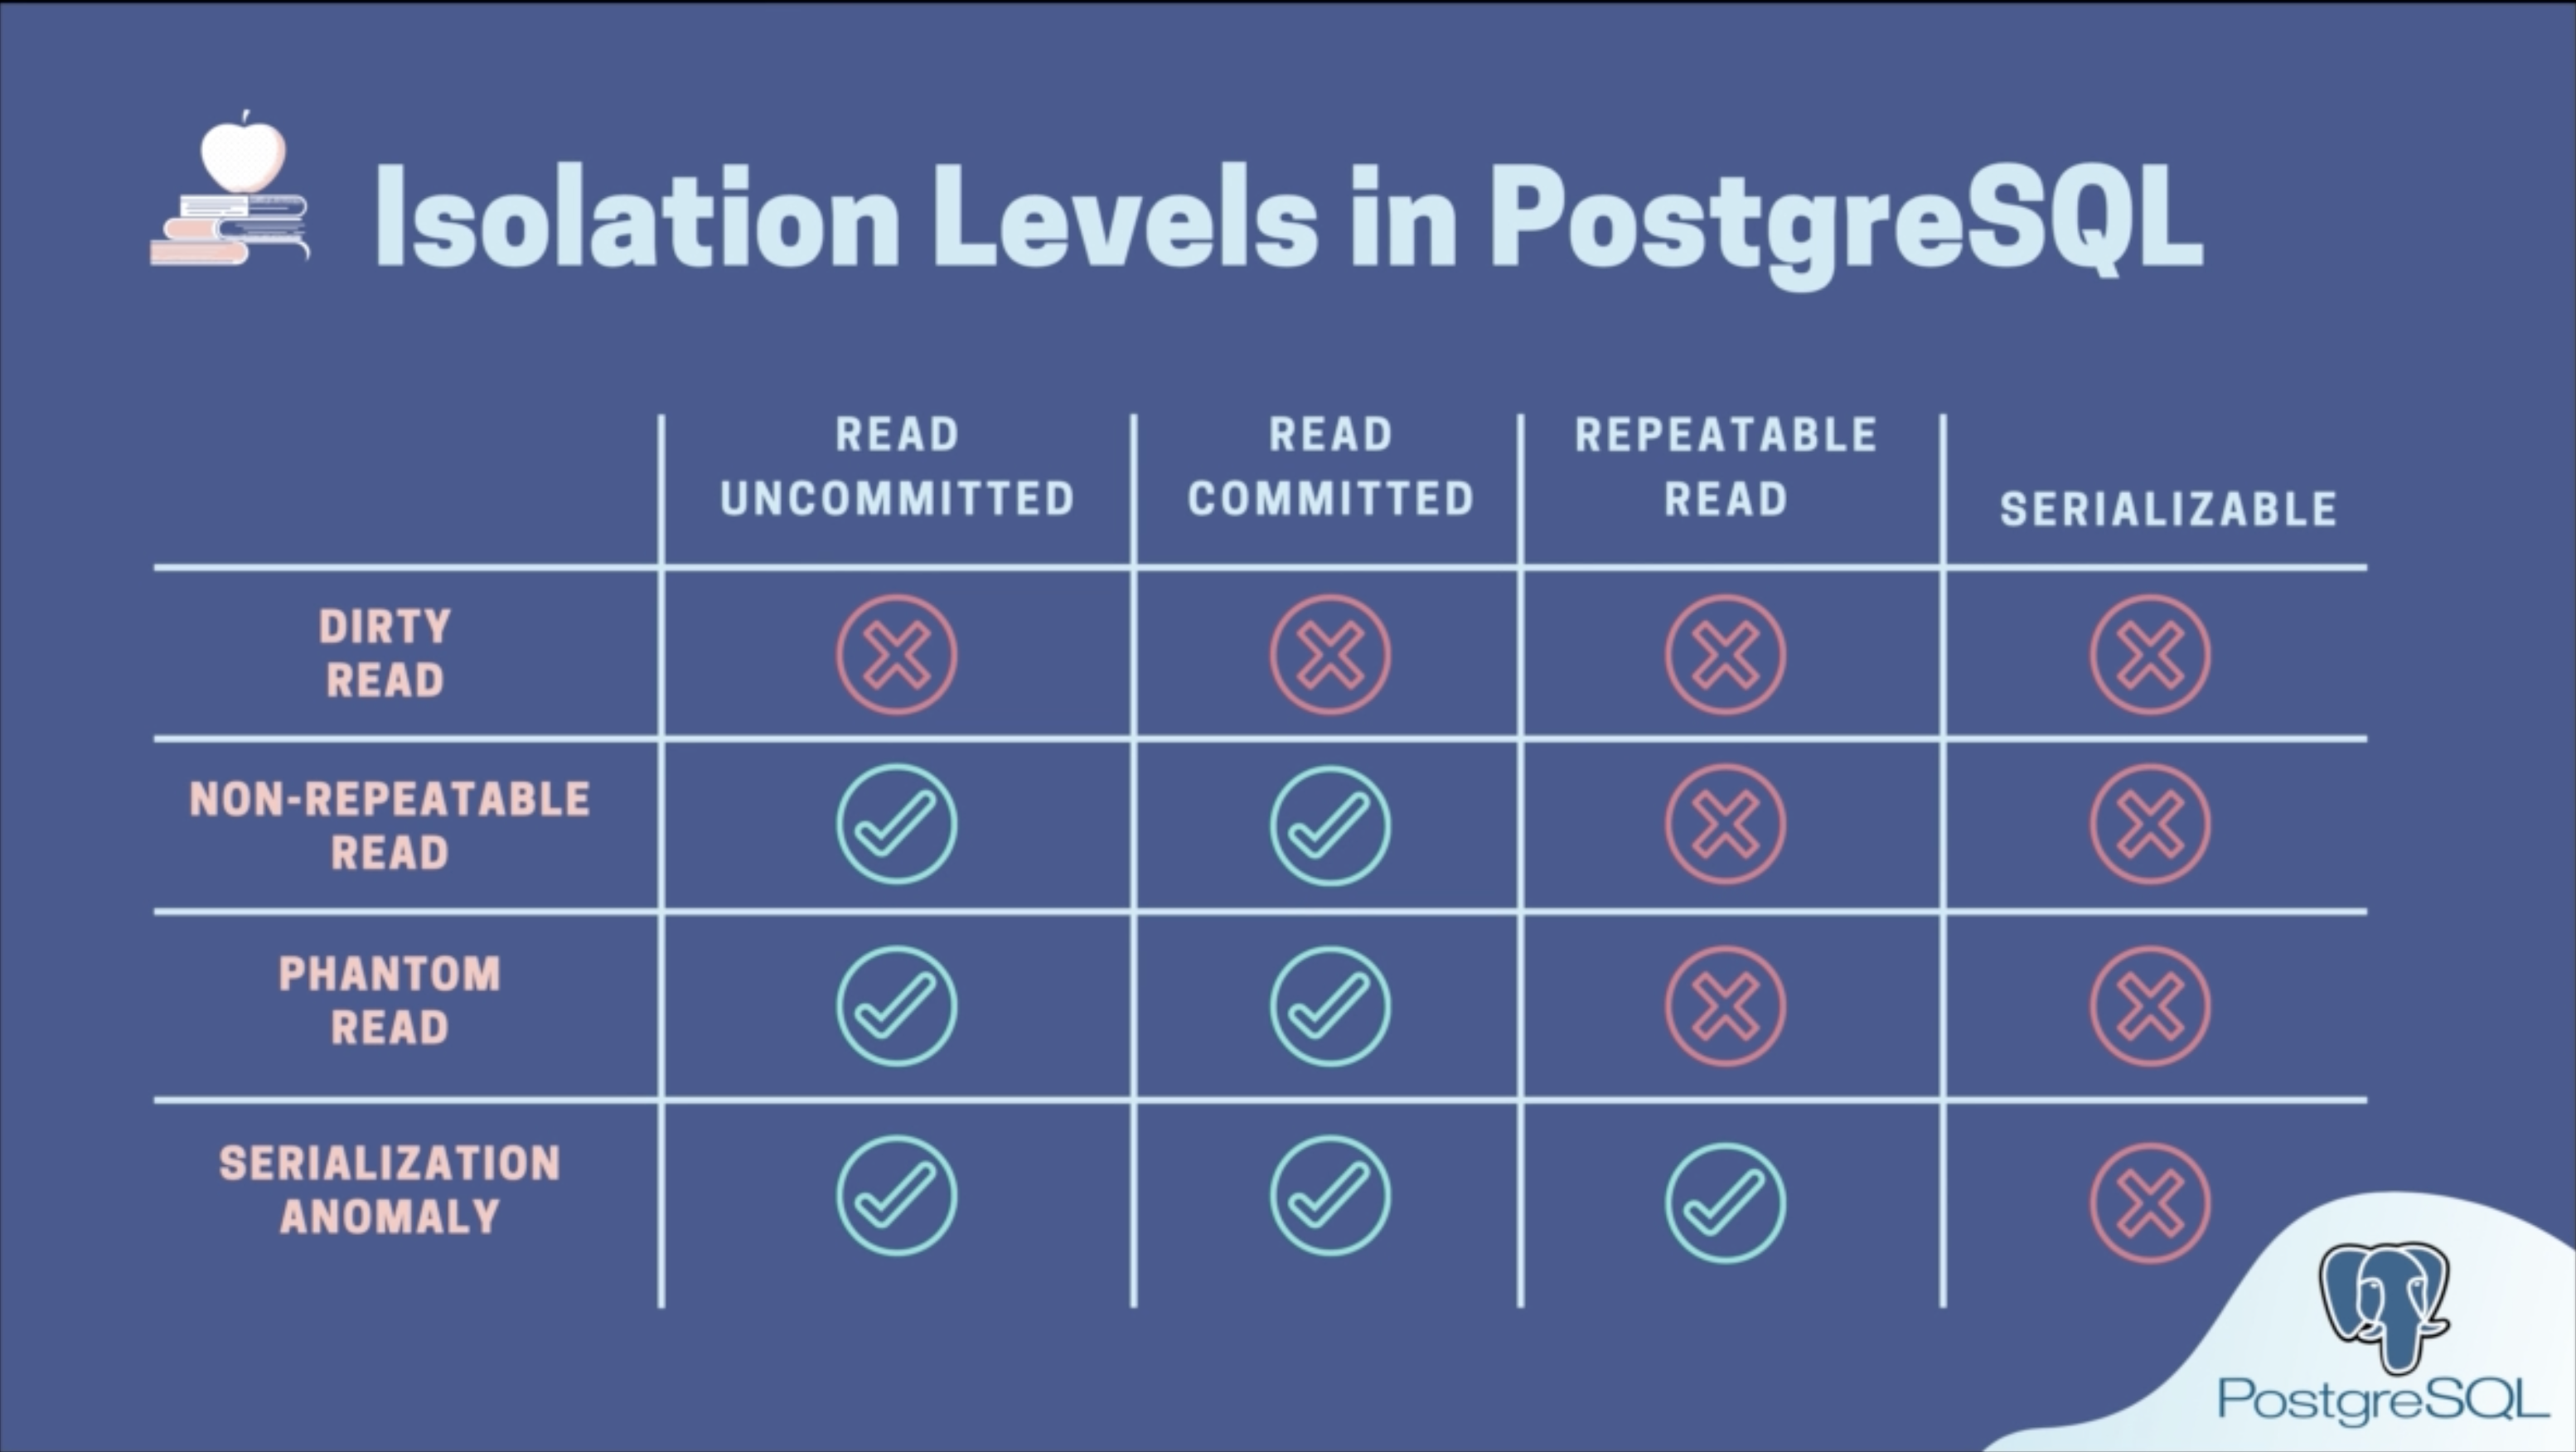 Isolation Levels in PostgreSQL
READ
UNCOMMITTED
READ
COMMITTED
REPEATABLE
READ
SERIALIZABLE
DIRTY
READ
NON-REPEATABLE
READ
PHANTOM
READ
SERIALIZATION
ANOMALY
PostgreSQL